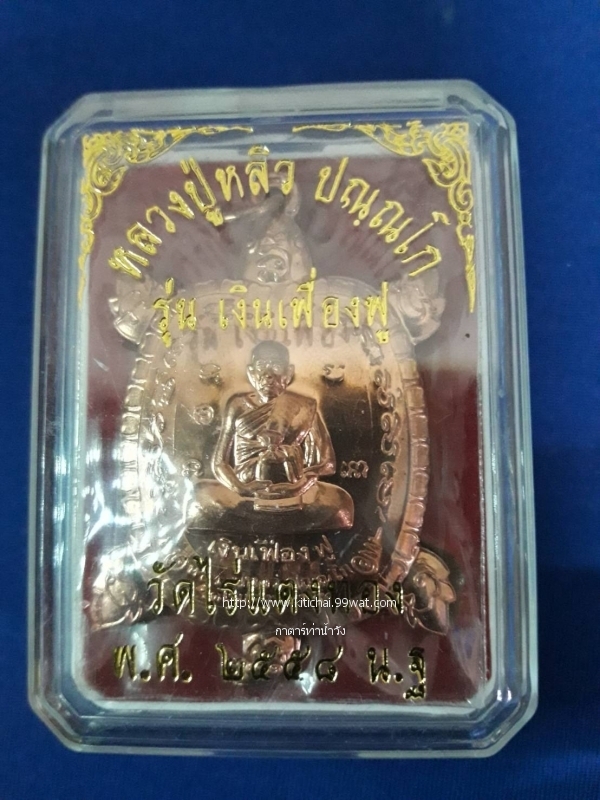 หลวงปู่หลิว ปณฺณโก
รุ่น เงินเฟื่องฟู
เงินเฟื่องฟู
วัดไร่แตงทอง
http://www.kitichai.99wat.com
กาตาร์ท่าน้ำวัง
พ.ศ. ๒๕๕๘ น.ฐ